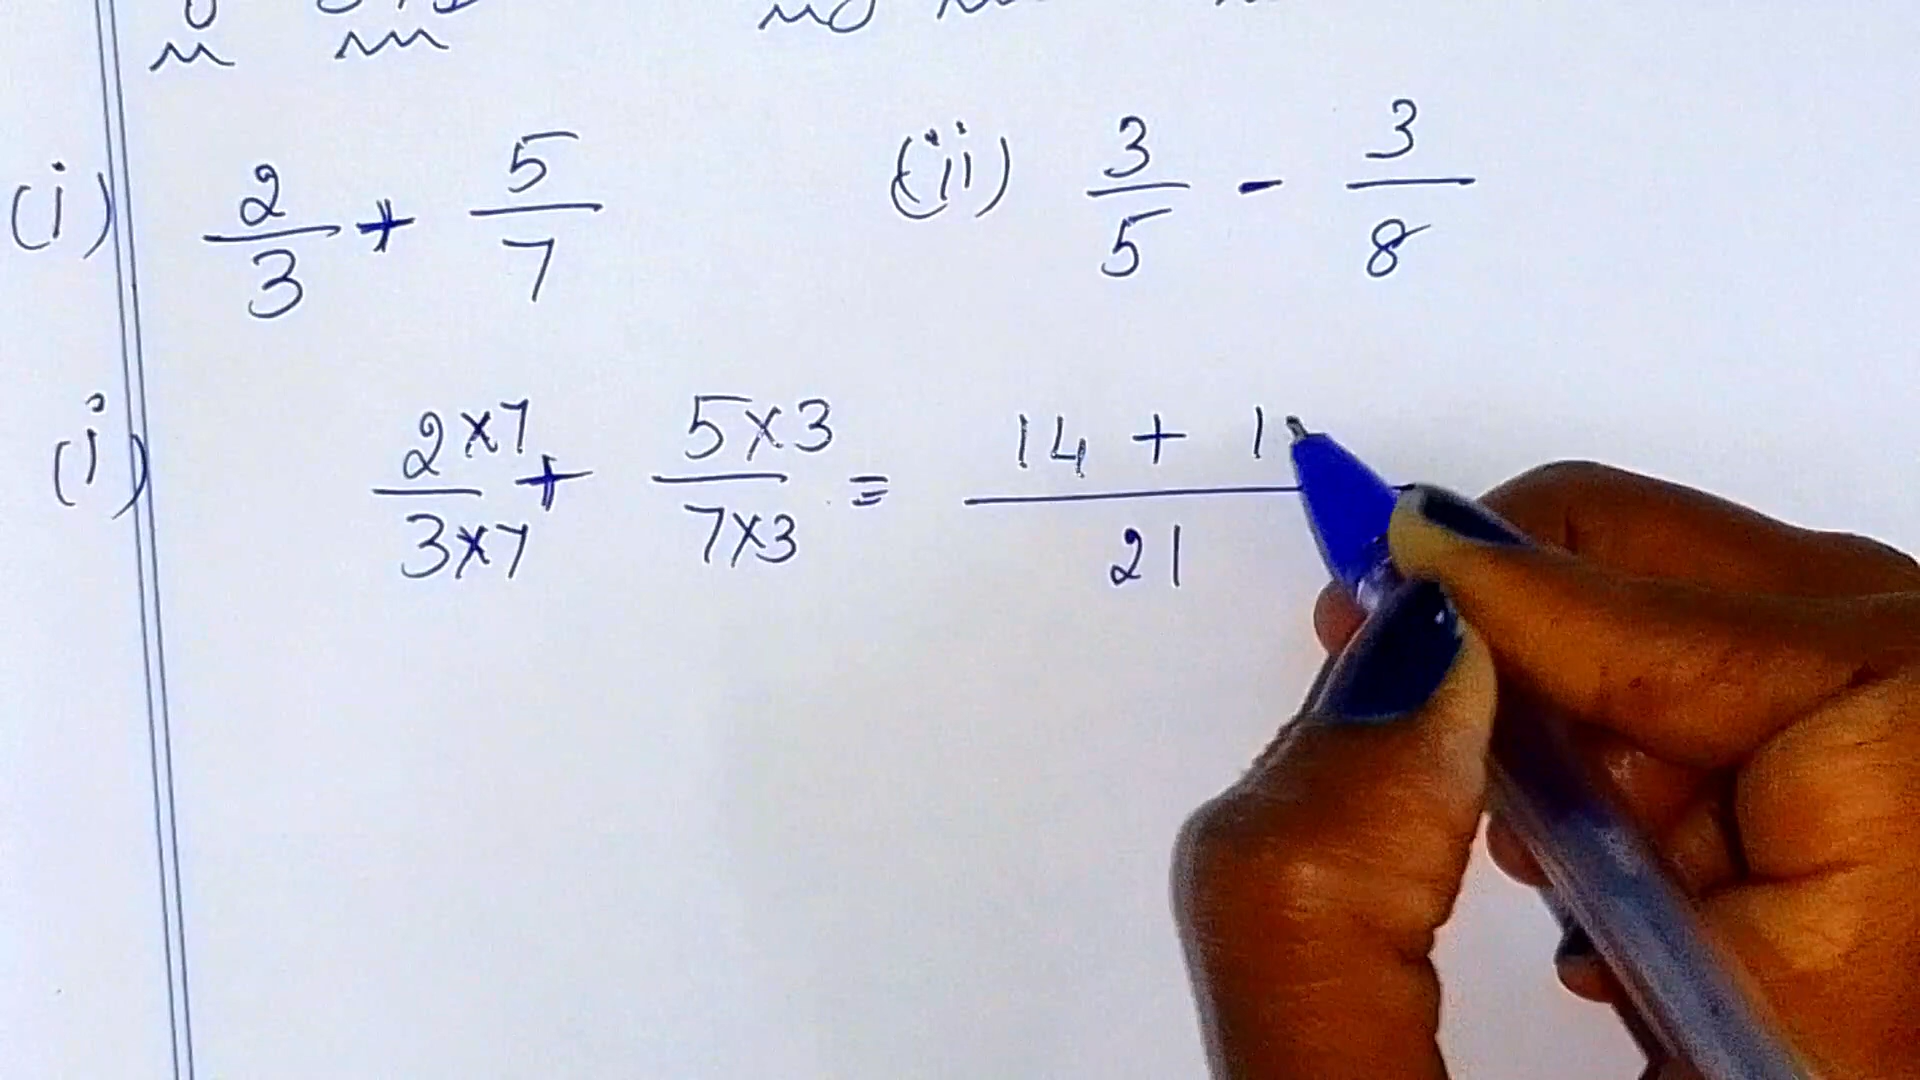 (i) 2/3 + 5/7 (ii) 3/5 - 3/8
(i) 2×7/3×7 + 5×3/7×3 = 14 + 1/21